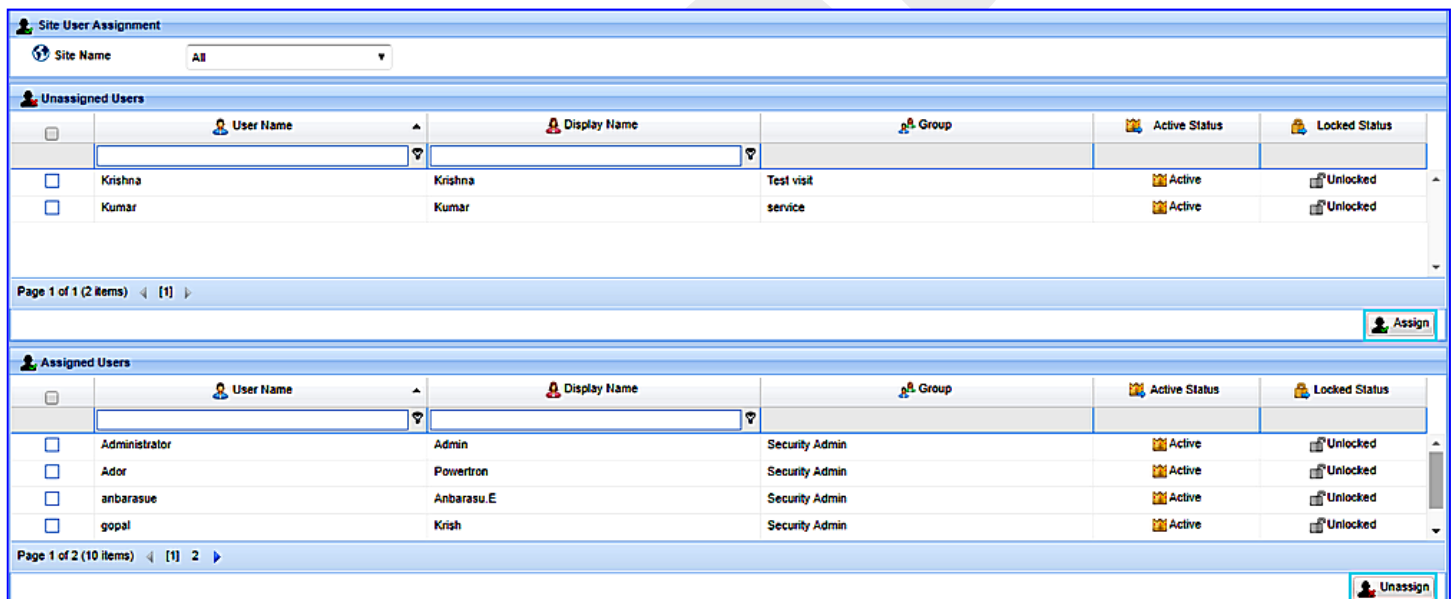 Site User Assignment
Site Name All
Unassigned Users
User Name Display Name Group Active Status Locked Status
Krishna Krishna Test visit Active Unlocked
Kumar Kumar service Active Unlocked
Page 1 of 1 (2 items) [1]
Assign
Assigned Users
User Name Display Name Group Active Status Locked Status
Administrator Admin Security Admin Active Unlocked
Ador Powertron Security Admin Active Unlocked
anbarasue Anbarasu.E Security Admin Active Unlocked
gopal Krish Security Admin Active Unlocked
Page 1 of 2 (10 items) [1] 2
Unassign